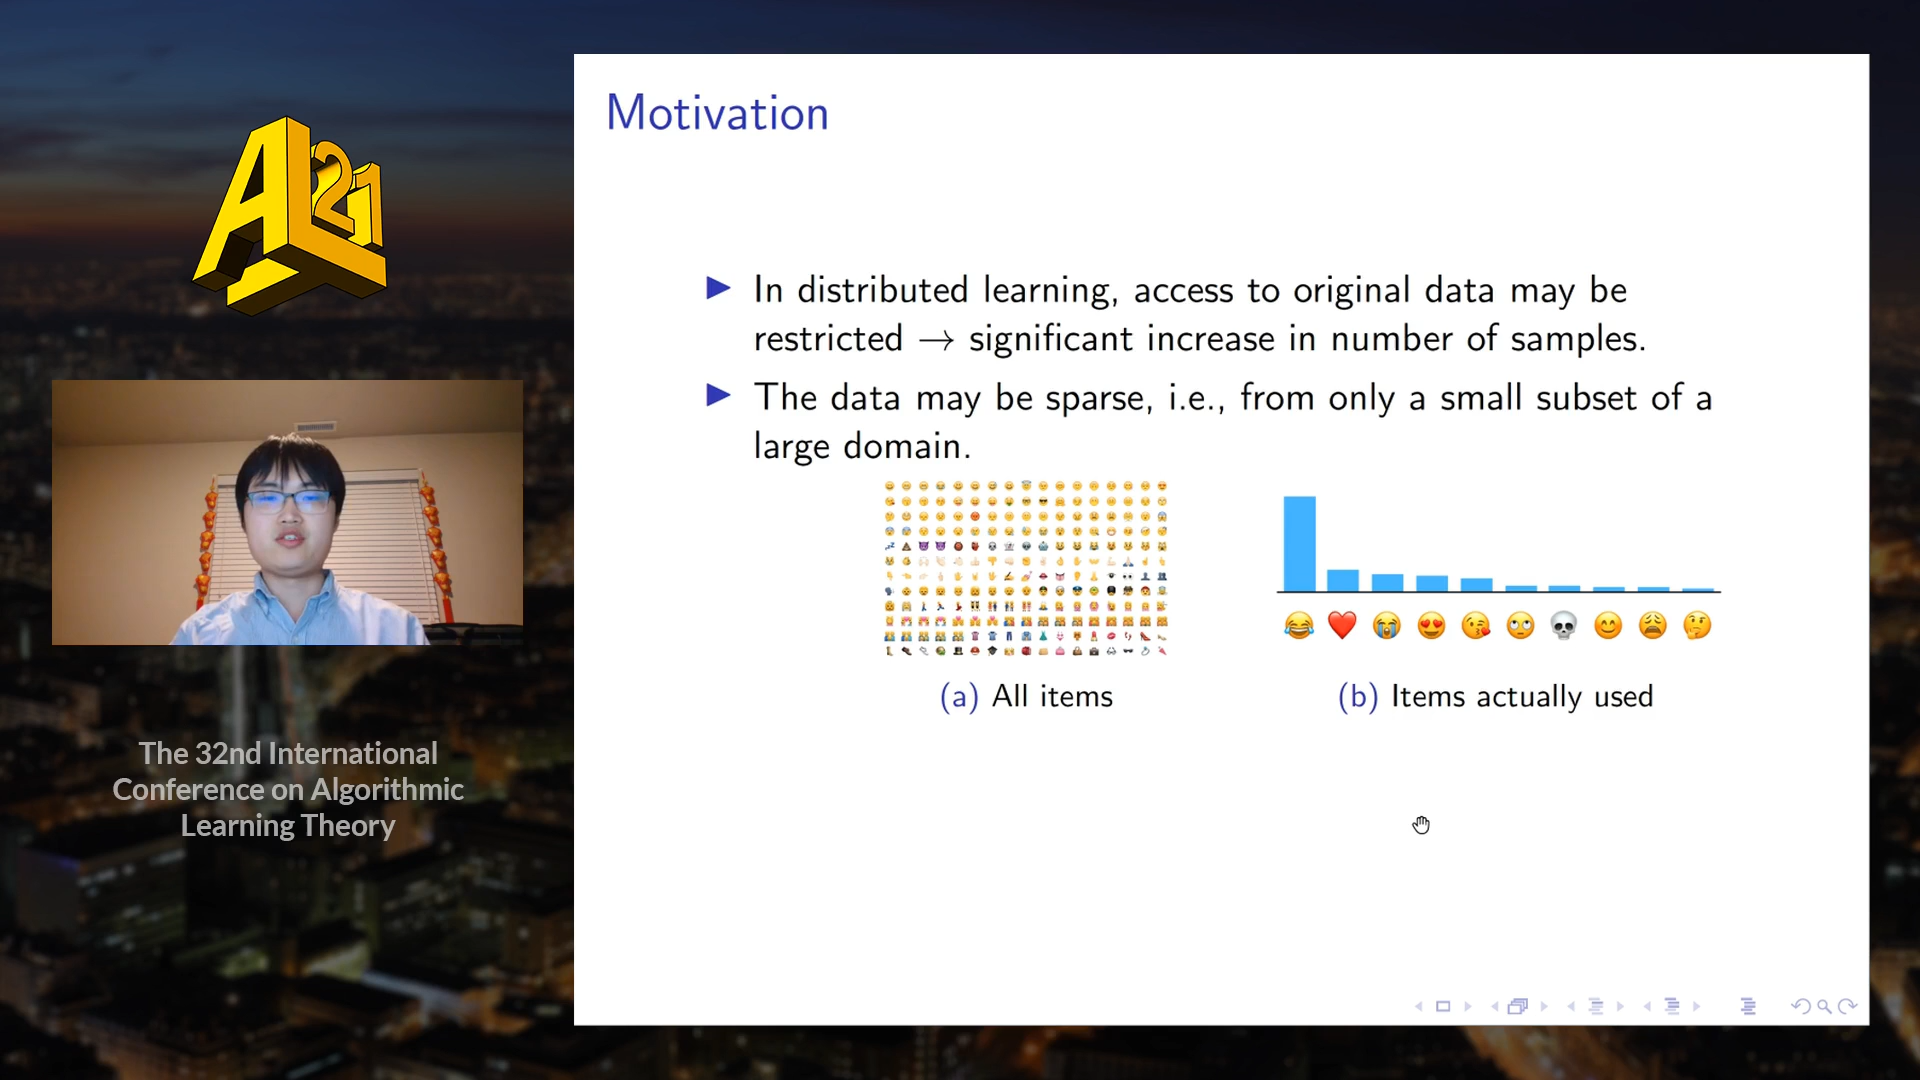 ALT
21
The 32nd International
Conference on Algorithmic
Learning Theory
Motivation
▶ In distributed learning, access to original data may be
restricted → significant increase in number of samples.
▶ The data may be sparse, i.e., from only a small subset of a
large domain.
(a) All items
(b) Items actually used